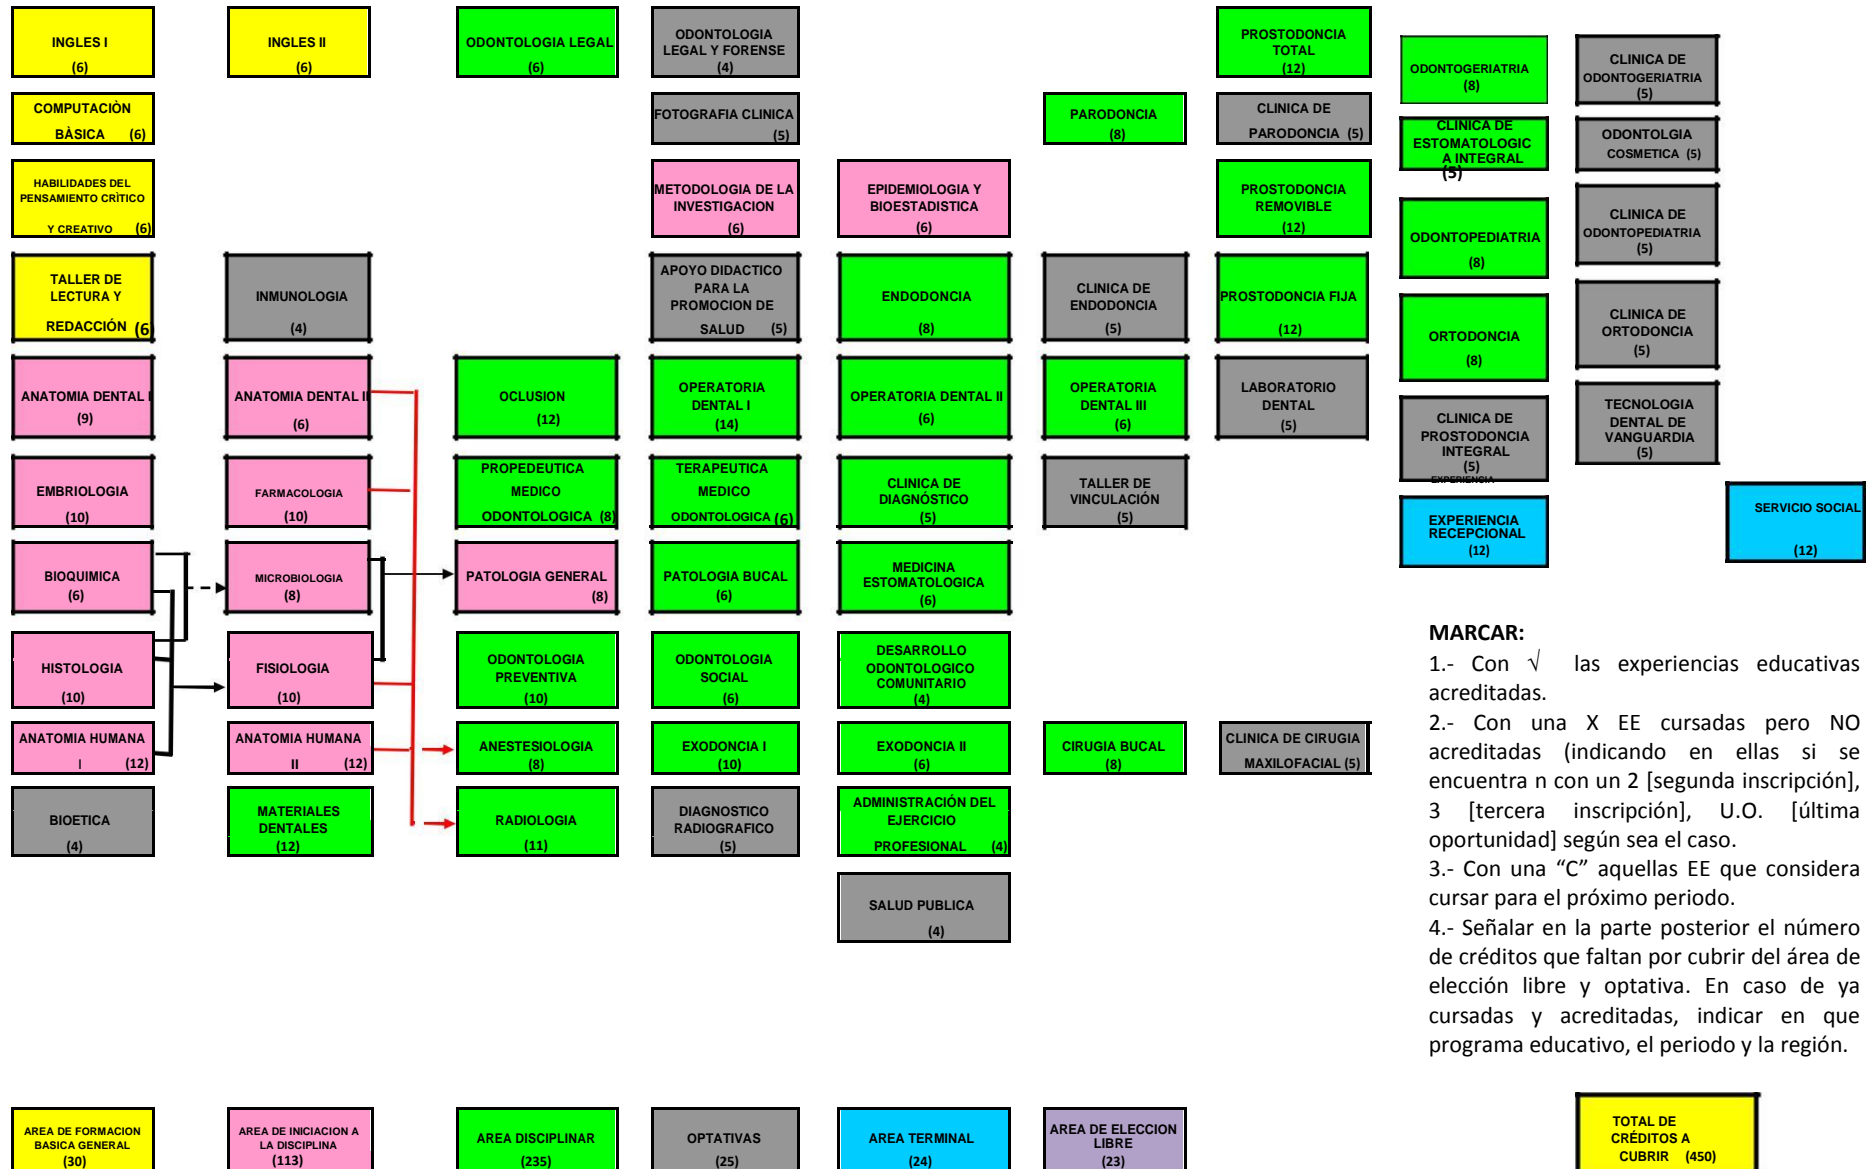 INGLES I
(6)
COMPUTACIÒN
BÀSICA (6)
HABILIDADES DEL
PENSAMIENTO CRÌTICO
Y CREATIVO (6)
TALLER DE
LECTURA Y
REDACCIÓN (6)
ANATOMIA DENTAL I
(9)
EMBRIOLOGIA
(10)
BIOQUIMICA
(6)
HISTOLOGIA
(10)
ANATOMIA HUMANA
I (12)
BIOETICA
(4)
INGLES II
(6)
INMUNOLOGIA
(4)
ANATOMIA DENTAL II
(6)
FARMACOLOGIA
(10)
MICROBIOLOGIA
(8)
FISIOLOGIA
(10)
ANATOMIA HUMANA
II (12)
MATERIALES
DENTALES
(12)
ODONTOLOGIA LEGAL
(6)
OCLUSION
(12)
PROPEDEUTICA
MEDICO
ODONTOLOGICA (8)
PATOLOGIA GENERAL
(8)
ODONTOLOGIA
PREVENTIVA
(10)
ANESTESIOLOGIA
(8)
RADIOLOGIA
(11)
ODONTOLOGIA
LEGAL Y FORENSE
(4)
FOTOGRAFIA CLINICA
(5)
METODOLOGIA DE LA
INVESTIGACION
(6)
APOYO DIDACTICO
PARA LA
PROMOCION DE
SALUD (5)
OPERATORIA
DENTAL I
(14)
TERAPEUTICA
MEDICO
ODONTOLOGICA (6)
PATOLOGIA BUCAL
(6)
ODONTOLOGIA
SOCIAL
(6)
EXODONCIA I
(10)
DIAGNOSTICO
RADIOGRAFICO
(5)
EPIDEMIOLOGIA Y
BIOESTADISTICA
(6)
ENDODONCIA
(8)
OPERATORIA DENTAL II
(6)
CLINICA DE
DIAGNÓSTICO
(5)
MEDICINA
ESTOMATOLOGICA
(6)
DESARROLLO
ODONTOLOGICO
COMUNITARIO
(4)
EXODONCIA II
(6)
ADMINISTRACIÓN DEL
EJERCICIO
PROFESIONAL (4)
SALUD PUBLICA
(4)
PARODONCIA
(8)
CLINICA DE
ENDODONCIA
(5)
OPERATORIA
DENTAL III
(6)
TALLER DE
VINCULACIÓN
(5)
CIRUGIA BUCAL
(8)
PROSTODONCIA
TOTAL
(12)
CLINICA DE
PARODONCIA (5)
PROSTODONCIA
REMOVIBLE
(12)
PROSTODONCIA FIJA
(12)
LABORATORIO
DENTAL
(5)
CLINICA DE CIRUGIA
MAXILOFACIAL (5)
ODONTOGERIATRIA
(8)
CLINICA DE
ESTOMATOLOGIC
A INTEGRAL
(5)
ODONTOPEDIATRIA
(8)
ORTODONCIA
(8)
CLINICA DE
PROSTODONCIA
INTEGRAL
(5)
EXPERIENCIA
EXPERIENCIA
RECEPCIONAL
(12)
CLINICA DE
ODONTOGERIATRIA
(5)
ODONTOLGIA
COSMETICA (5)
CLINICA DE
ODONTOPEDIATRIA
(5)
CLINICA DE
ORTODONCIA
(5)
TECNOLOGIA
DENTAL DE
VANGUARDIA
(5)
SERVICIO SOCIAL
(12)
MARCAR:
1.- Con √ las experiencias educativas
acreditadas.
2.- Con una X EE cursadas pero NO
acreditadas (indicando en ellas si se
encuentra n con un 2 [segunda inscripción],
3 [tercera inscripción], U.O. [última
oportunidad] según sea el caso.
3.- Con una “C” aquellas EE que considera
cursar para el próximo periodo.
4.- Señalar en la parte posterior el número
de créditos que faltan por cubrir del área de
elección libre y optativa. En caso de ya
cursadas y acreditadas, indicar en que
programa educativo, el periodo y la región.
AREA DE FORMACION
BASICA GENERAL
(30)
AREA DE INICIACION A
LA DISCIPLINA
(113)
AREA DISCIPLINAR
(235)
OPTATIVAS
(25)
AREA TERMINAL
(24)
AREA DE ELECCION
LIBRE
(23)
TOTAL DE
CRÉDITOS A
CUBRIR (450)